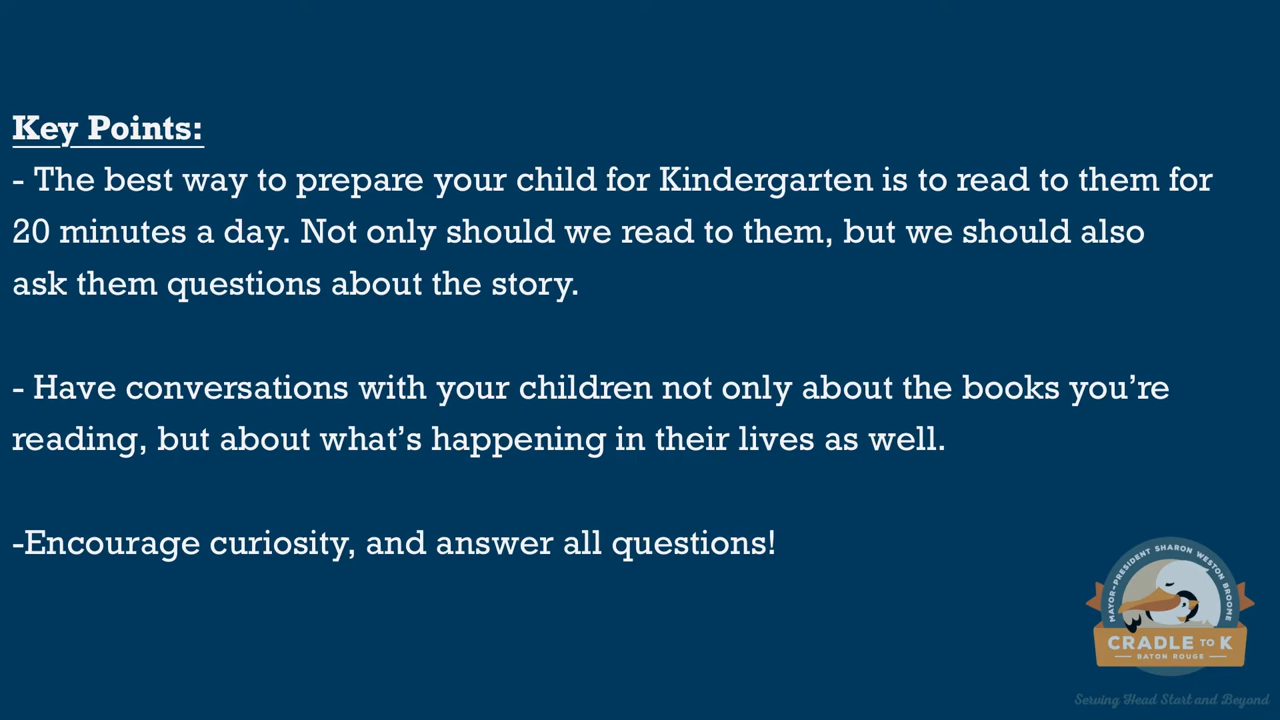 Key Points:
- The best way to prepare your child for Kindergarten is to read to them for
20 minutes a day. Not only should we read to them, but we should also
ask them questions about the story.
- Have conversations with your children not only about the books you're
reading, but about what's happening in their lives as well.
-Encourage curiosity, and answer all questions!
MAYOR-PRESIDENT SHARON WESTON BROOME
CRADLE TO K
BATON ROUGE
Serving Head Start and Beyond